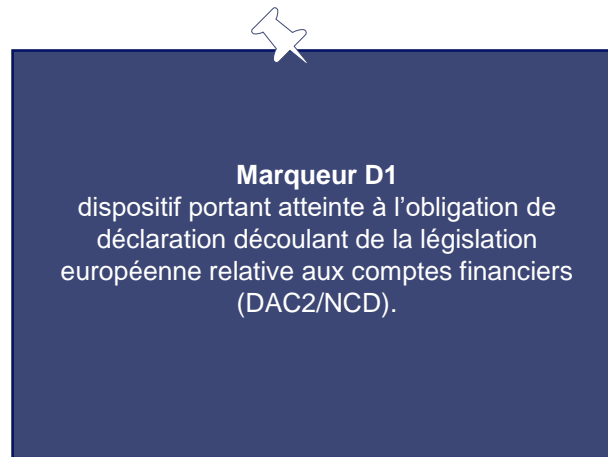 Marqueur D1
dispositif portant atteinte à l’obligation de
déclaration découlant de la législation
européenne relative aux comptes financiers
(DAC2/NCD).